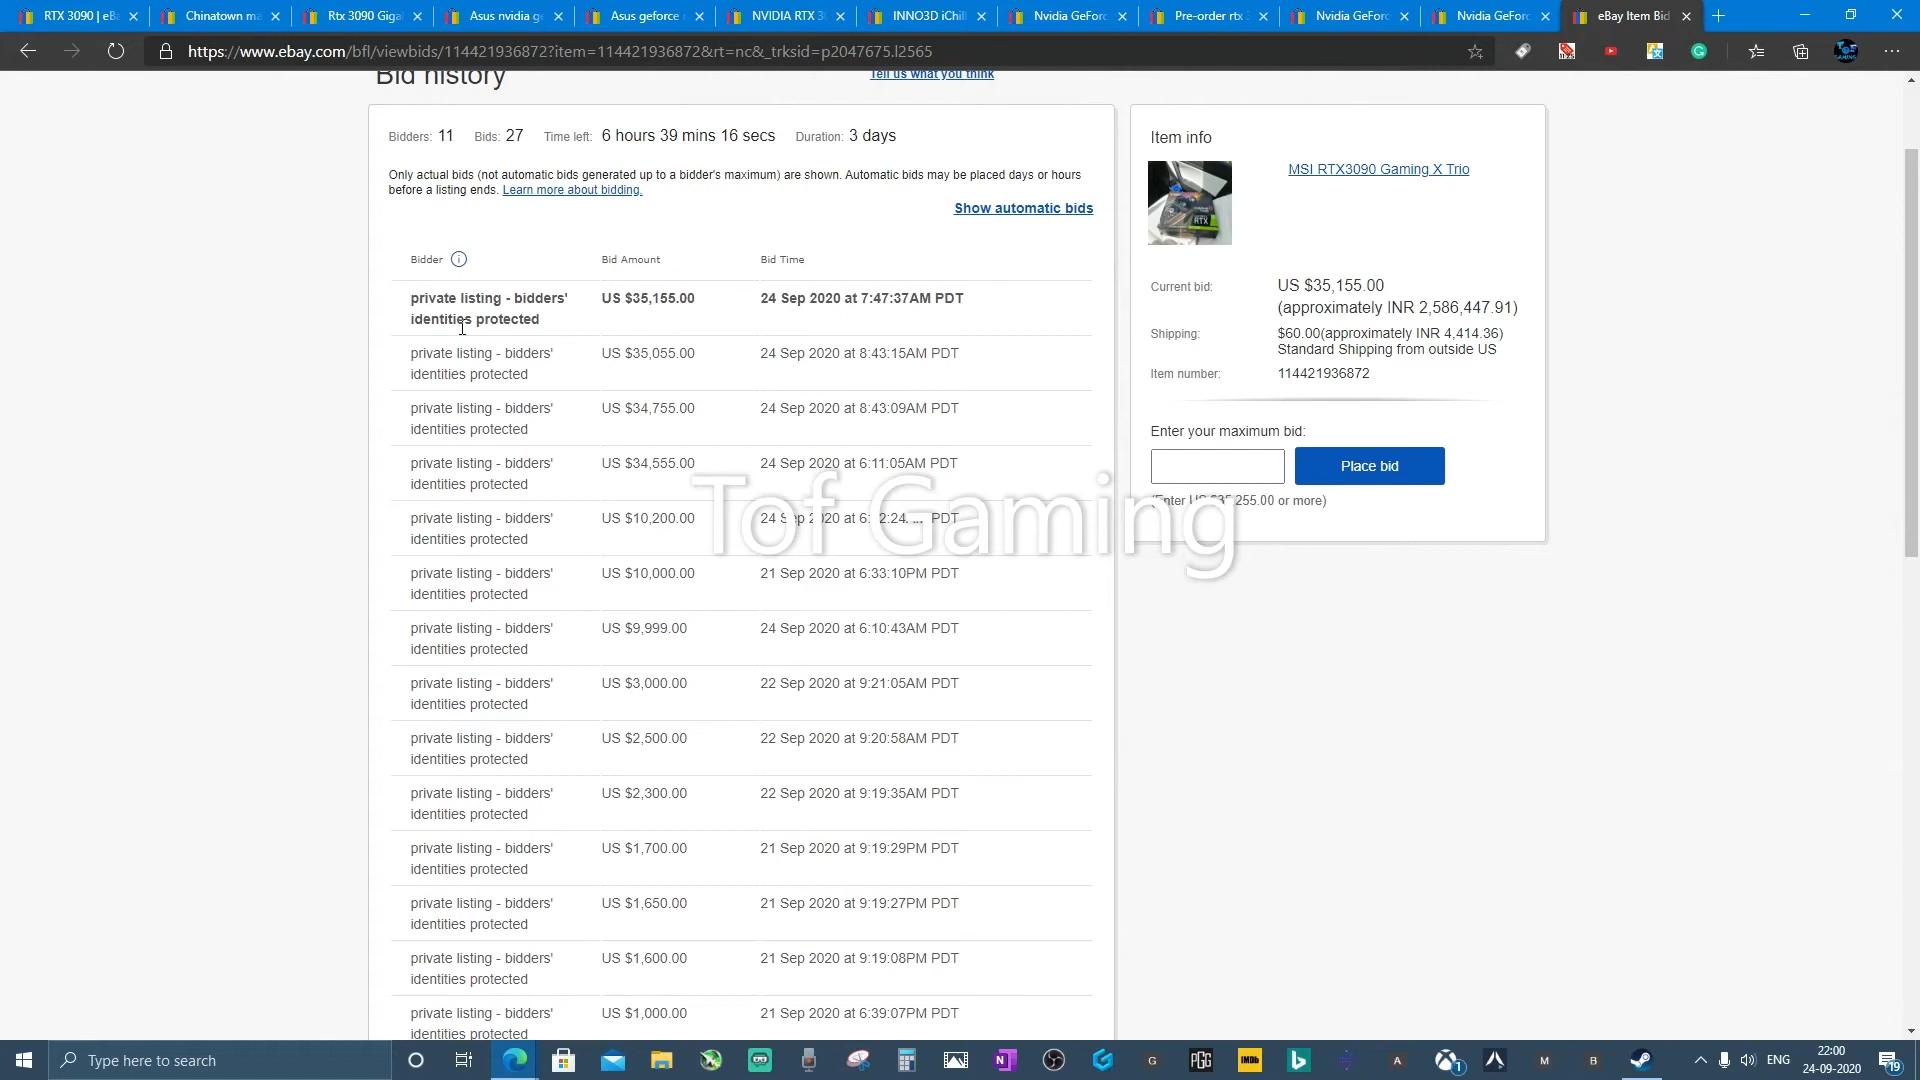 RTX 3090 | eB
Chinatown ma
Rtx 3090 Giga
Asus nvidia ge
Asus geforce
NVIDIA RTX 3
INNO3D iChil
Nvidia GeForc
Pre-order rtx
Nvidia GeForc
Nvidia GeForc
eBay Item Bid
https://www.ebay.com/bfl/viewbids/114421936872?item=114421936872&rt=nc&_trksid=p2047675.l2565
Bid history
Tell us what you think
Bidders: 11 Bids: 27 Time left: 6 hours 39 mins 16 secs Duration: 3 days
Only actual bids (not automatic bids generated up to a bidder's maximum) are shown. Automatic bids may be placed days or hours
before a listing ends. Learn more about bidding.
Show automatic bids
Bidder Bid Amount Bid Time
private listing - bidders' US $35,155.00 24 Sep 2020 at 7:47:37AM PDT
identities protected
private listing - bidders' US $35,055.00 24 Sep 2020 at 8:43:15AM PDT
identities protected
private listing - bidders' US $34,755.00 24 Sep 2020 at 8:43:09AM PDT
identities protected
private listing - bidders' US $34,555.00 24 Sep 2020 at 6:11:05AM PDT
identities protected
private listing - bidders' US $10,200.00 24 Sep 2020 at PDT
identities protected
private listing - bidders' US $10,000.00 21 Sep 2020 at 6:33:10PM PDT
identities protected
private listing - bidders' US $9,999.00 24 Sep 2020 at 6:10:43AM PDT
identities protected
private listing - bidders' US $3,000.00 22 Sep 2020 at 9:21:05AM PDT
identities protected
private listing - bidders' US $2,500.00 22 Sep 2020 at 9:20:58AM PDT
identities protected
private listing - bidders' US $2,300.00 22 Sep 2020 at 9:19:35AM PDT
identities protected
private listing - bidders' US $1,700.00 21 Sep 2020 at 9:19:29PM PDT
identities protected
private listing - bidders' US $1,650.00 21 Sep 2020 at 9:19:27PM PDT
identities protected
private listing - bidders' US $1,600.00 21 Sep 2020 at 9:19:08PM PDT
identities protected
private listing - bidders' US $1,000.00 21 Sep 2020 at 6:39:07PM PDT
identities protected
Item info
MSI RTX3090 Gaming X Trio
RTX
Current bid: US $35,155.00
(approximately INR 2,586,447.91)
Shipping: $60.00(approximately INR 4,414.36)
Standard Shipping from outside US
Item number: 114421936872
Enter your maximum bid:
Place bid
(Enter US $35,255.00 or more)
Tof Gaming
Type here to search
G
PGG
IMDb
A
1
M
B
ENG
22:00
24-09-2020
19